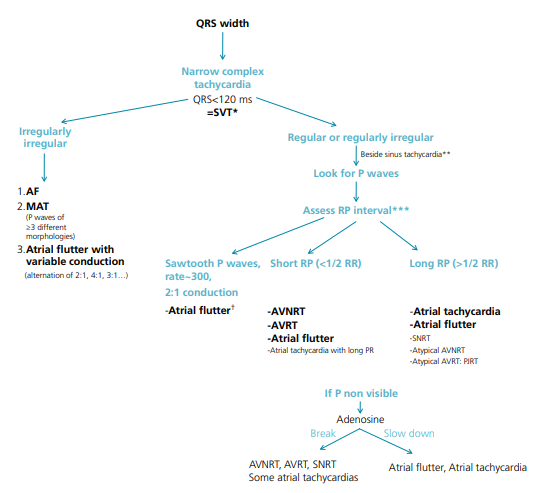 QRS width
Narrow complex
tachycardia
QRS<120 ms
=SVT*
Irregularly
irregular
1.AF
2.MAT
(P waves of
≥3 different
morphologies)
3.Atrial flutter with
variable conduction
(alternation of 2:1, 4:1, 3:1...)
Regular or regularly irregular
Beside sinus tachycardia**
Look for P waves
Assess RP interval***
Sawtooth P waves,
rate~300,
2:1 conduction
-Atrial flutter†
Short RP (<1/2 RR)
-AVNRT
-AVRT
-Atrial flutter
-Atrial tachycardia with long PR
Long RP (>1/2 RR)
-Atrial tachycardia
-Atrial flutter
-SNRT
-Atypical AVNRT
-Atypical AVRT: PJRT
If P non visible
Adenosine
Break
Slow down
AVNRT, AVRT, SNRT
Some atrial tachycardias
Atrial flutter, Atrial tachycardia